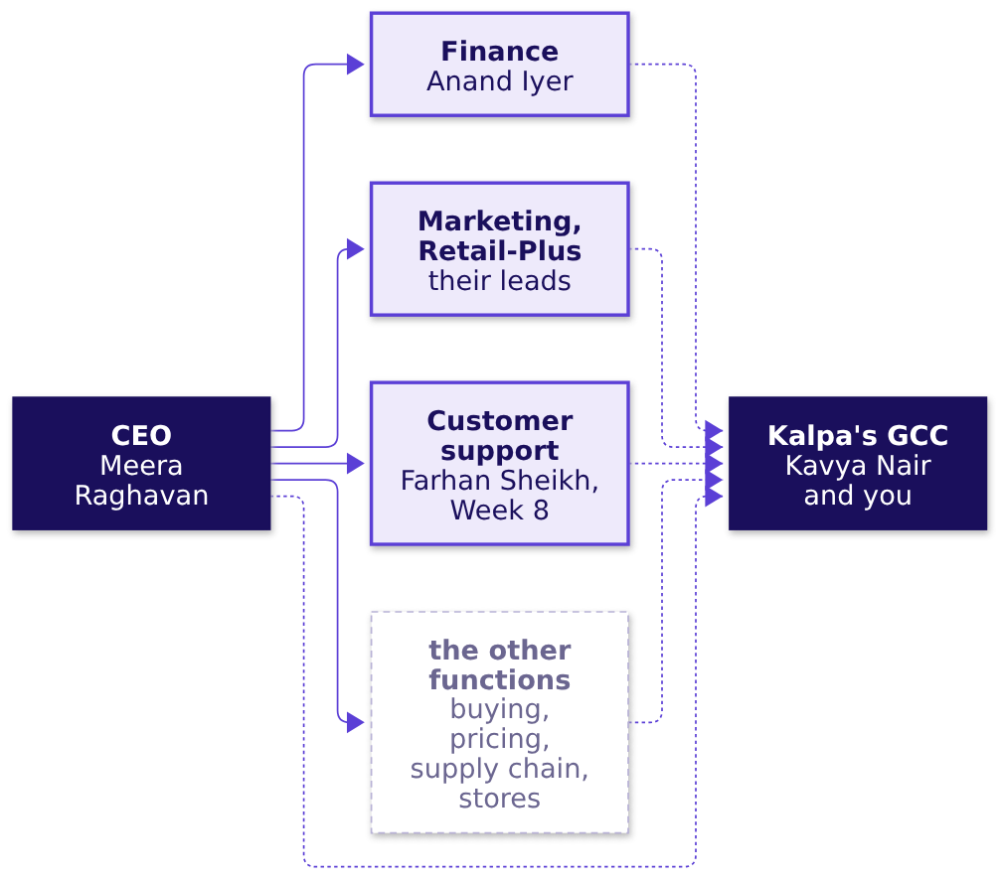 Finance
Anand Iyer
Marketing,
Retail-Plus
their leads
CEO
Meera
Raghavan
Customer
support
Farhan Sheikh,
Week 8
Kalpa's GCC
Kavya Nair
and you
the other
functions
buying,
pricing,
supply chain,
stores